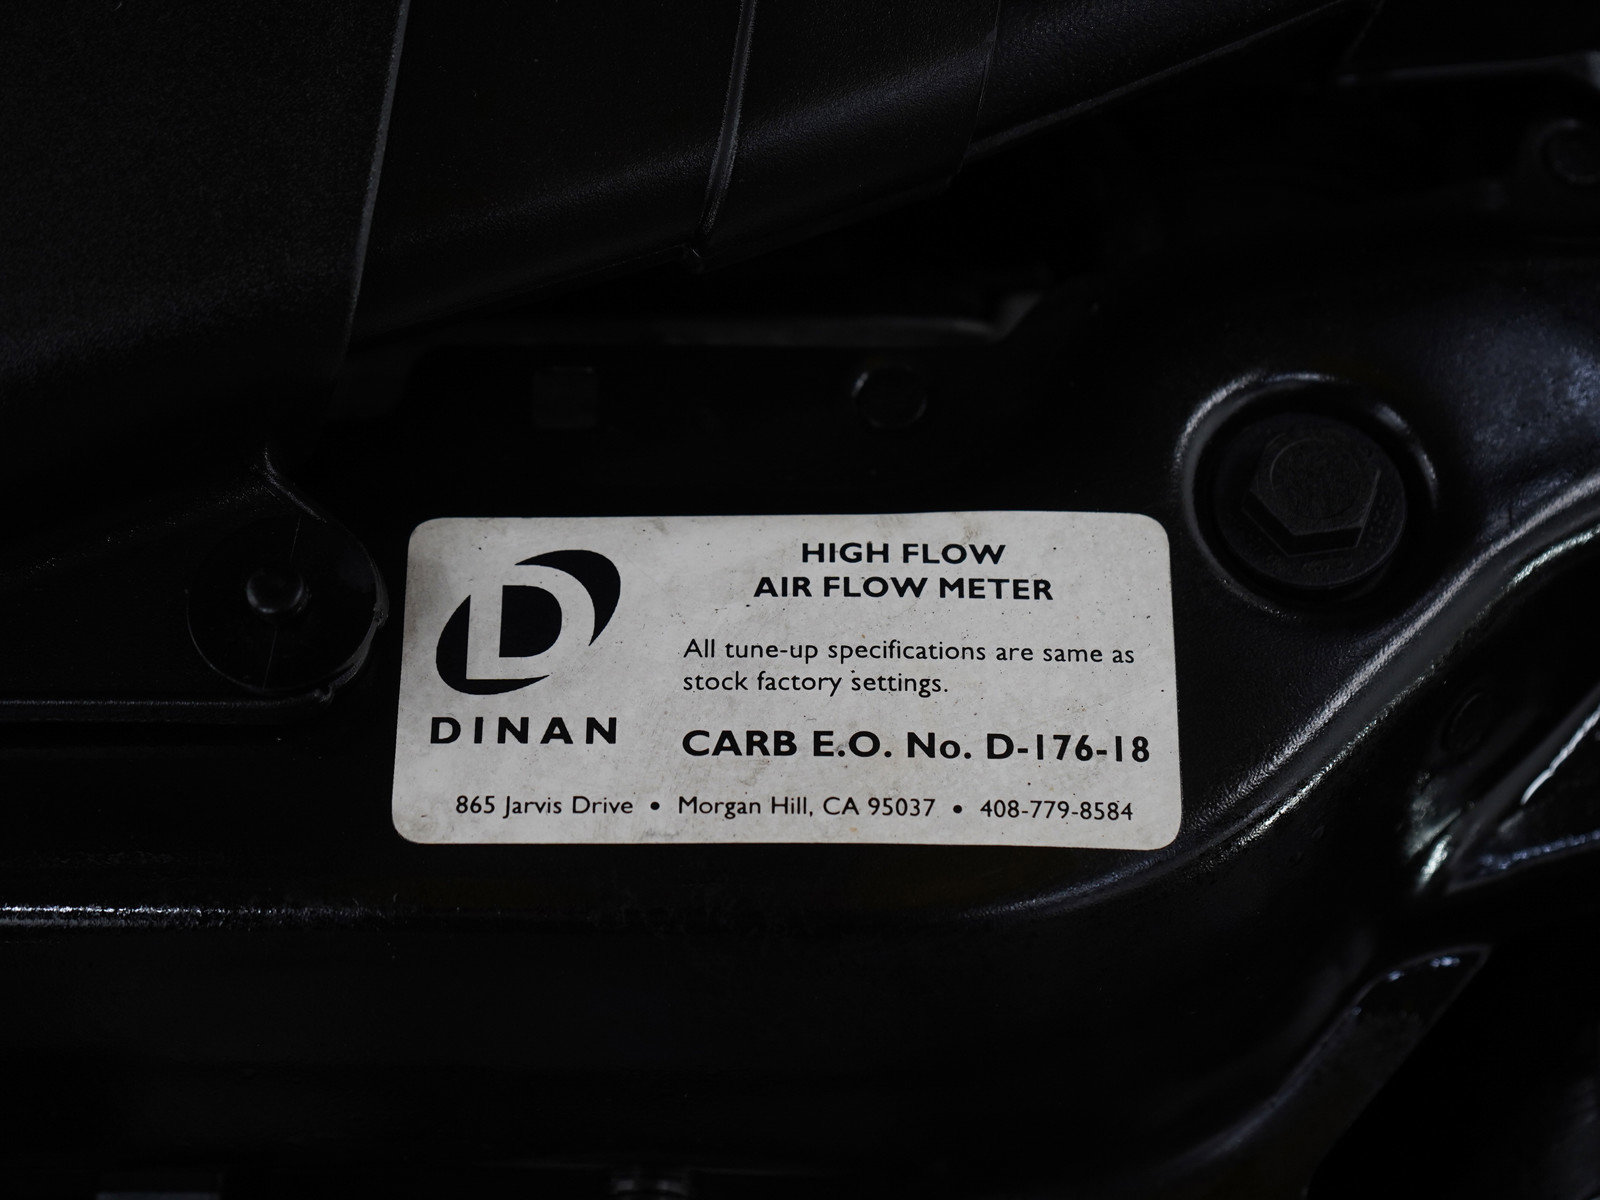 D
DINAN
HIGH FLOW
AIR FLOW METER
All tune-up specifications are same as
stock factory settings.
CARB E.O. No. D-176-18
865 Jarvis Drive • Morgan Hill, CA 95037 • 408-779-8584